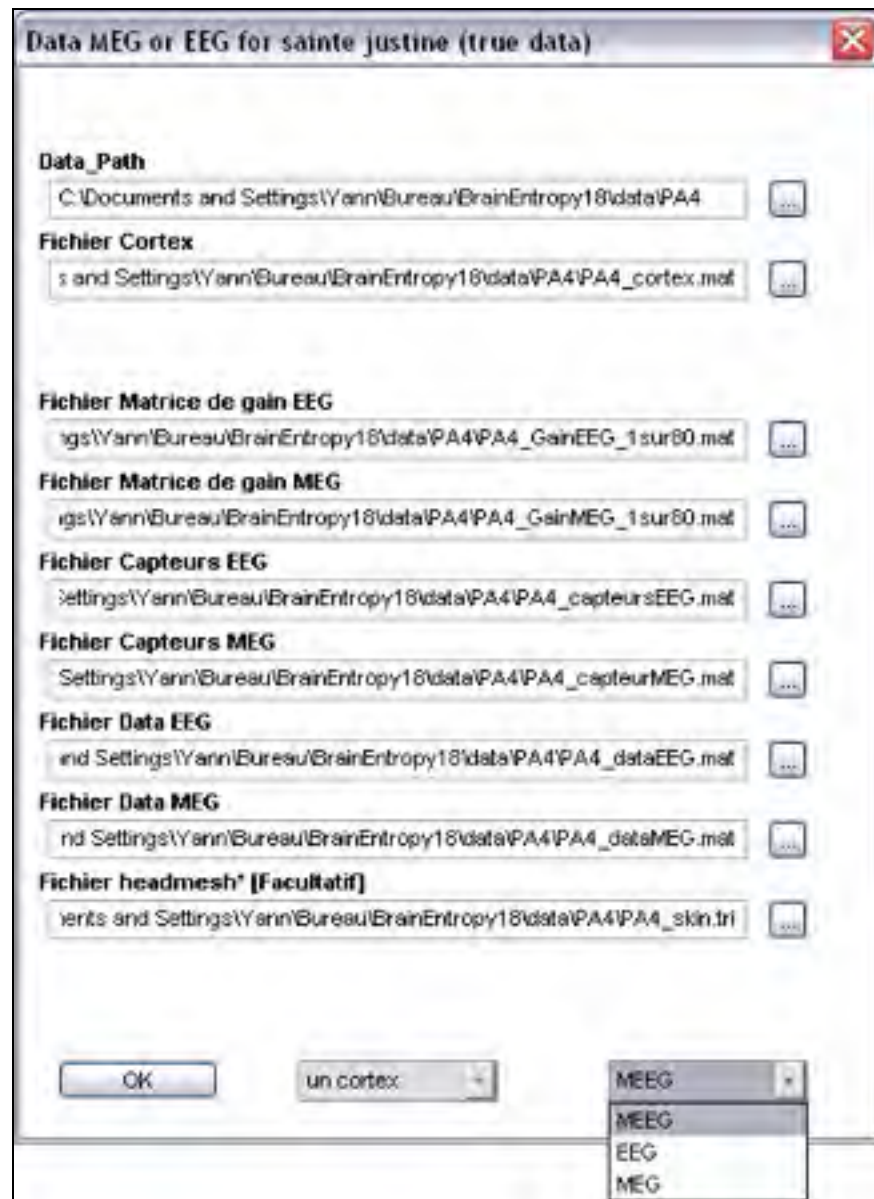 Data MEG or EEG for sainte justine (true data)
Data_Path
C:\Documents and Settings\Yann\Bureau\BrainEntropy18\data\PA4
...
Fichier Cortex
s and Settings\Yann\Bureau\BrainEntropy18\data\PA4\PA4_cortex.mat
...
Fichier Matrice de gain EEG
ngs\Yann\Bureau\BrainEntropy18\data\PA4\PA4_GainEEG_1sur80.mat
...
Fichier Matrice de gain MEG
gs\Yann\Bureau\BrainEntropy18\data\PA4\PA4_GainMEG_1sur80.mat
...
Fichier Capteurs EEG
Settings\Yann\Bureau\BrainEntropy18\data\PA4\PA4_capteursEEG.mat
...
Fichier Capteurs MEG
Settings\Yann\Bureau\BrainEntropy18\data\PA4\PA4_capteurMEG.mat
...
Fichier Data EEG
and Settings\Yann\Bureau\BrainEntropy18\data\PA4\PA4_dataEEG.mat
...
Fichier Data MEG
nd Settings\Yann\Bureau\BrainEntropy18\data\PA4\PA4_dataMEG.mat
...
Fichier headmesh* [Facultatif]
ments and Settings\Yann\Bureau\BrainEntropy18\data\PA4\PA4_skin.tri
...
OK
un cortex
MEEG
MEEG
EEG
MEG